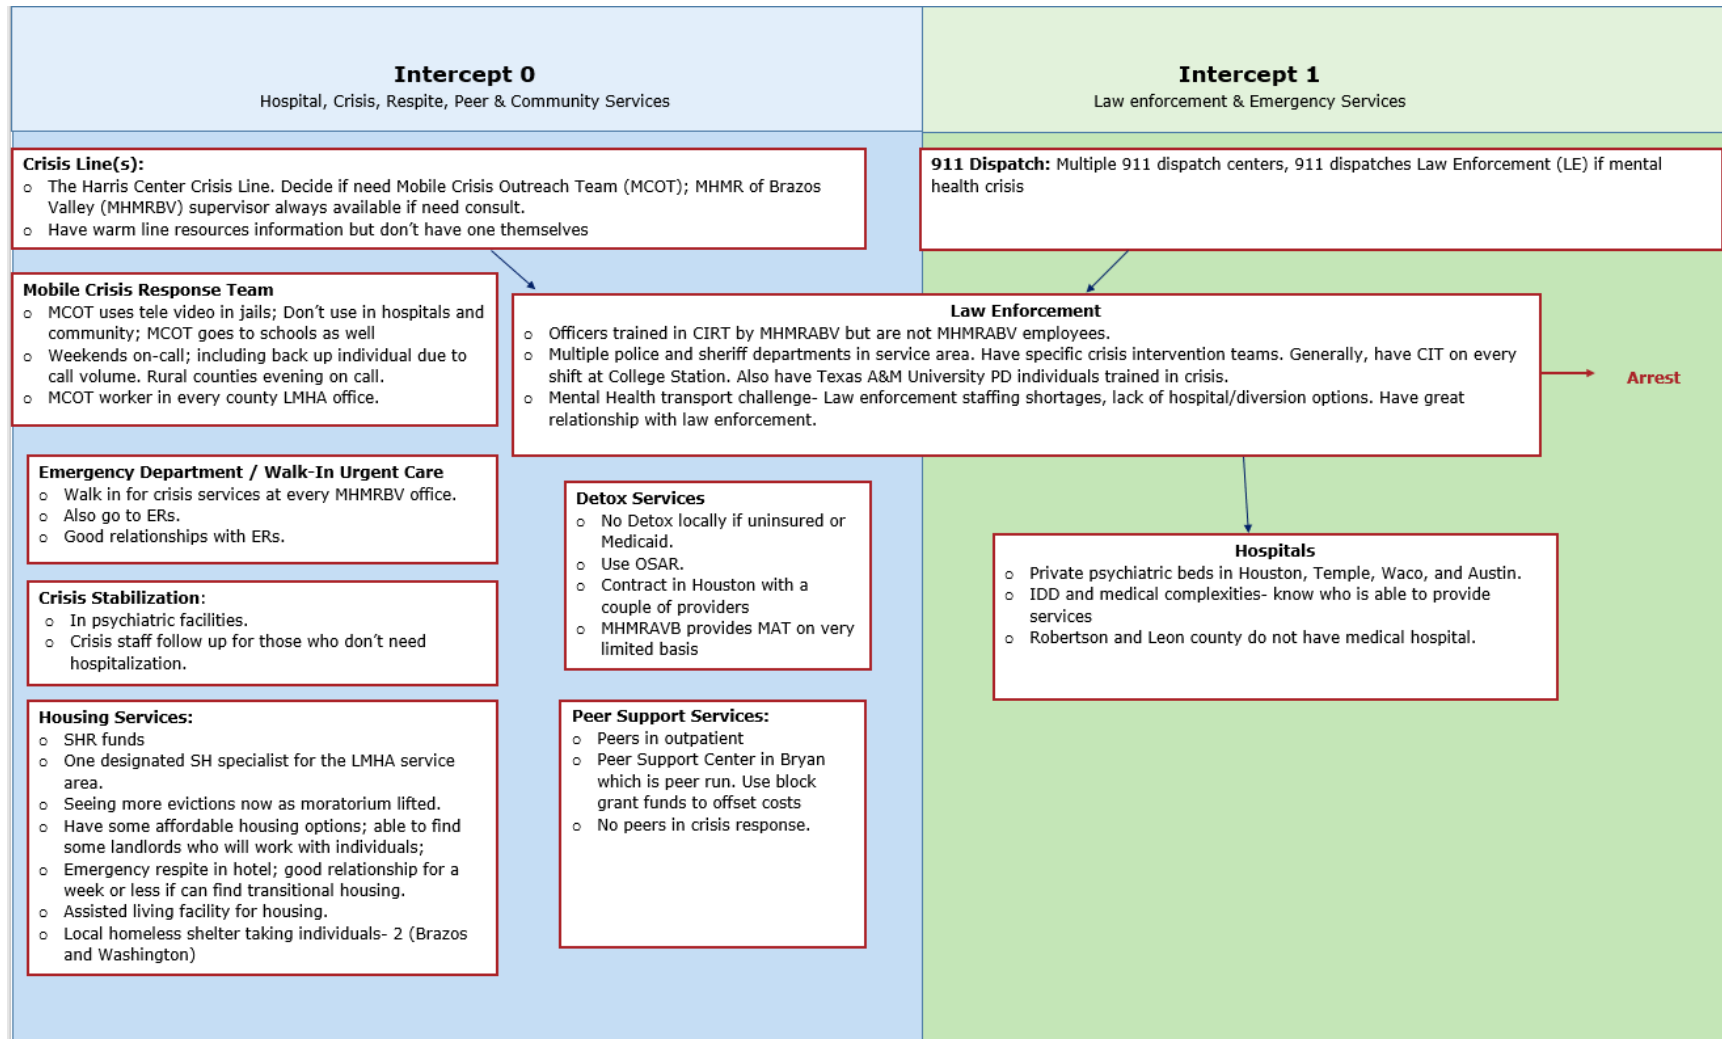 Intercept 0
Hospital, Crisis, Respite, Peer & Community Services
Intercept 1
Law enforcement & Emergency Services
Crisis Line(s):
o The Harris Center Crisis Line. Decide if need Mobile Crisis Outreach Team (MCOT); MHMR of Brazos
Valley (MHMRBV) supervisor always available if need consult.
o Have warm line resources information but don't have one themselves
911 Dispatch: Multiple 911 dispatch centers, 911 dispatches Law Enforcement (LE) if mental
health crisis
Mobile Crisis Response Team
o MCOT uses tele video in jails; Don't use in hospitals and
community; MCOT goes to schools as well
o Weekends on-call; including back up individual due to
call volume. Rural counties evening on call.
o MCOT worker in every county LMHA office.
Law Enforcement
o Officers trained in CIRT by MHMRABV but are not MHMRABV employees.
o Multiple police and sheriff departments in service area. Have specific crisis intervention teams. Generally, have CIT on every
shift at College Station. Also have Texas A&M University PD individuals trained in crisis.
o Mental Health transport challenge- Law enforcement staffing shortages, lack of hospital/diversion options. Have great
relationship with law enforcement.
Arrest
Emergency Department / Walk-In Urgent Care
o Walk in for crisis services at every MHMRBV office.
o Also go to ERs.
o Good relationships with ERs.
Detox Services
o No Detox locally if uninsured or
Medicaid.
o Use OSAR.
o Contract in Houston with a
couple of providers
o MHMRAVB provides MAT on very
limited basis
Hospitals
o Private psychiatric beds in Houston, Temple, Waco, and Austin.
o IDD and medical complexities- know who is able to provide
services
o Robertson and Leon county do not have medical hospital.
Crisis Stabilization:
o In psychiatric facilities.
o Crisis staff follow up for those who don't need
hospitalization.
Housing Services:
o SHR funds
o One designated SH specialist for the LMHA service
area.
o Seeing more evictions now as moratorium lifted.
o Have some affordable housing options; able to find
some landlords who will work with individuals;
o Emergency respite in hotel; good relationship for a
week or less if can find transitional housing.
o Assisted living facility for housing.
o Local homeless shelter taking individuals- 2 (Brazos
and Washington)
Peer Support Services:
o Peers in outpatient
o Peer Support Center in Bryan
which is peer run. Use block
grant funds to offset costs
o No peers in crisis response.